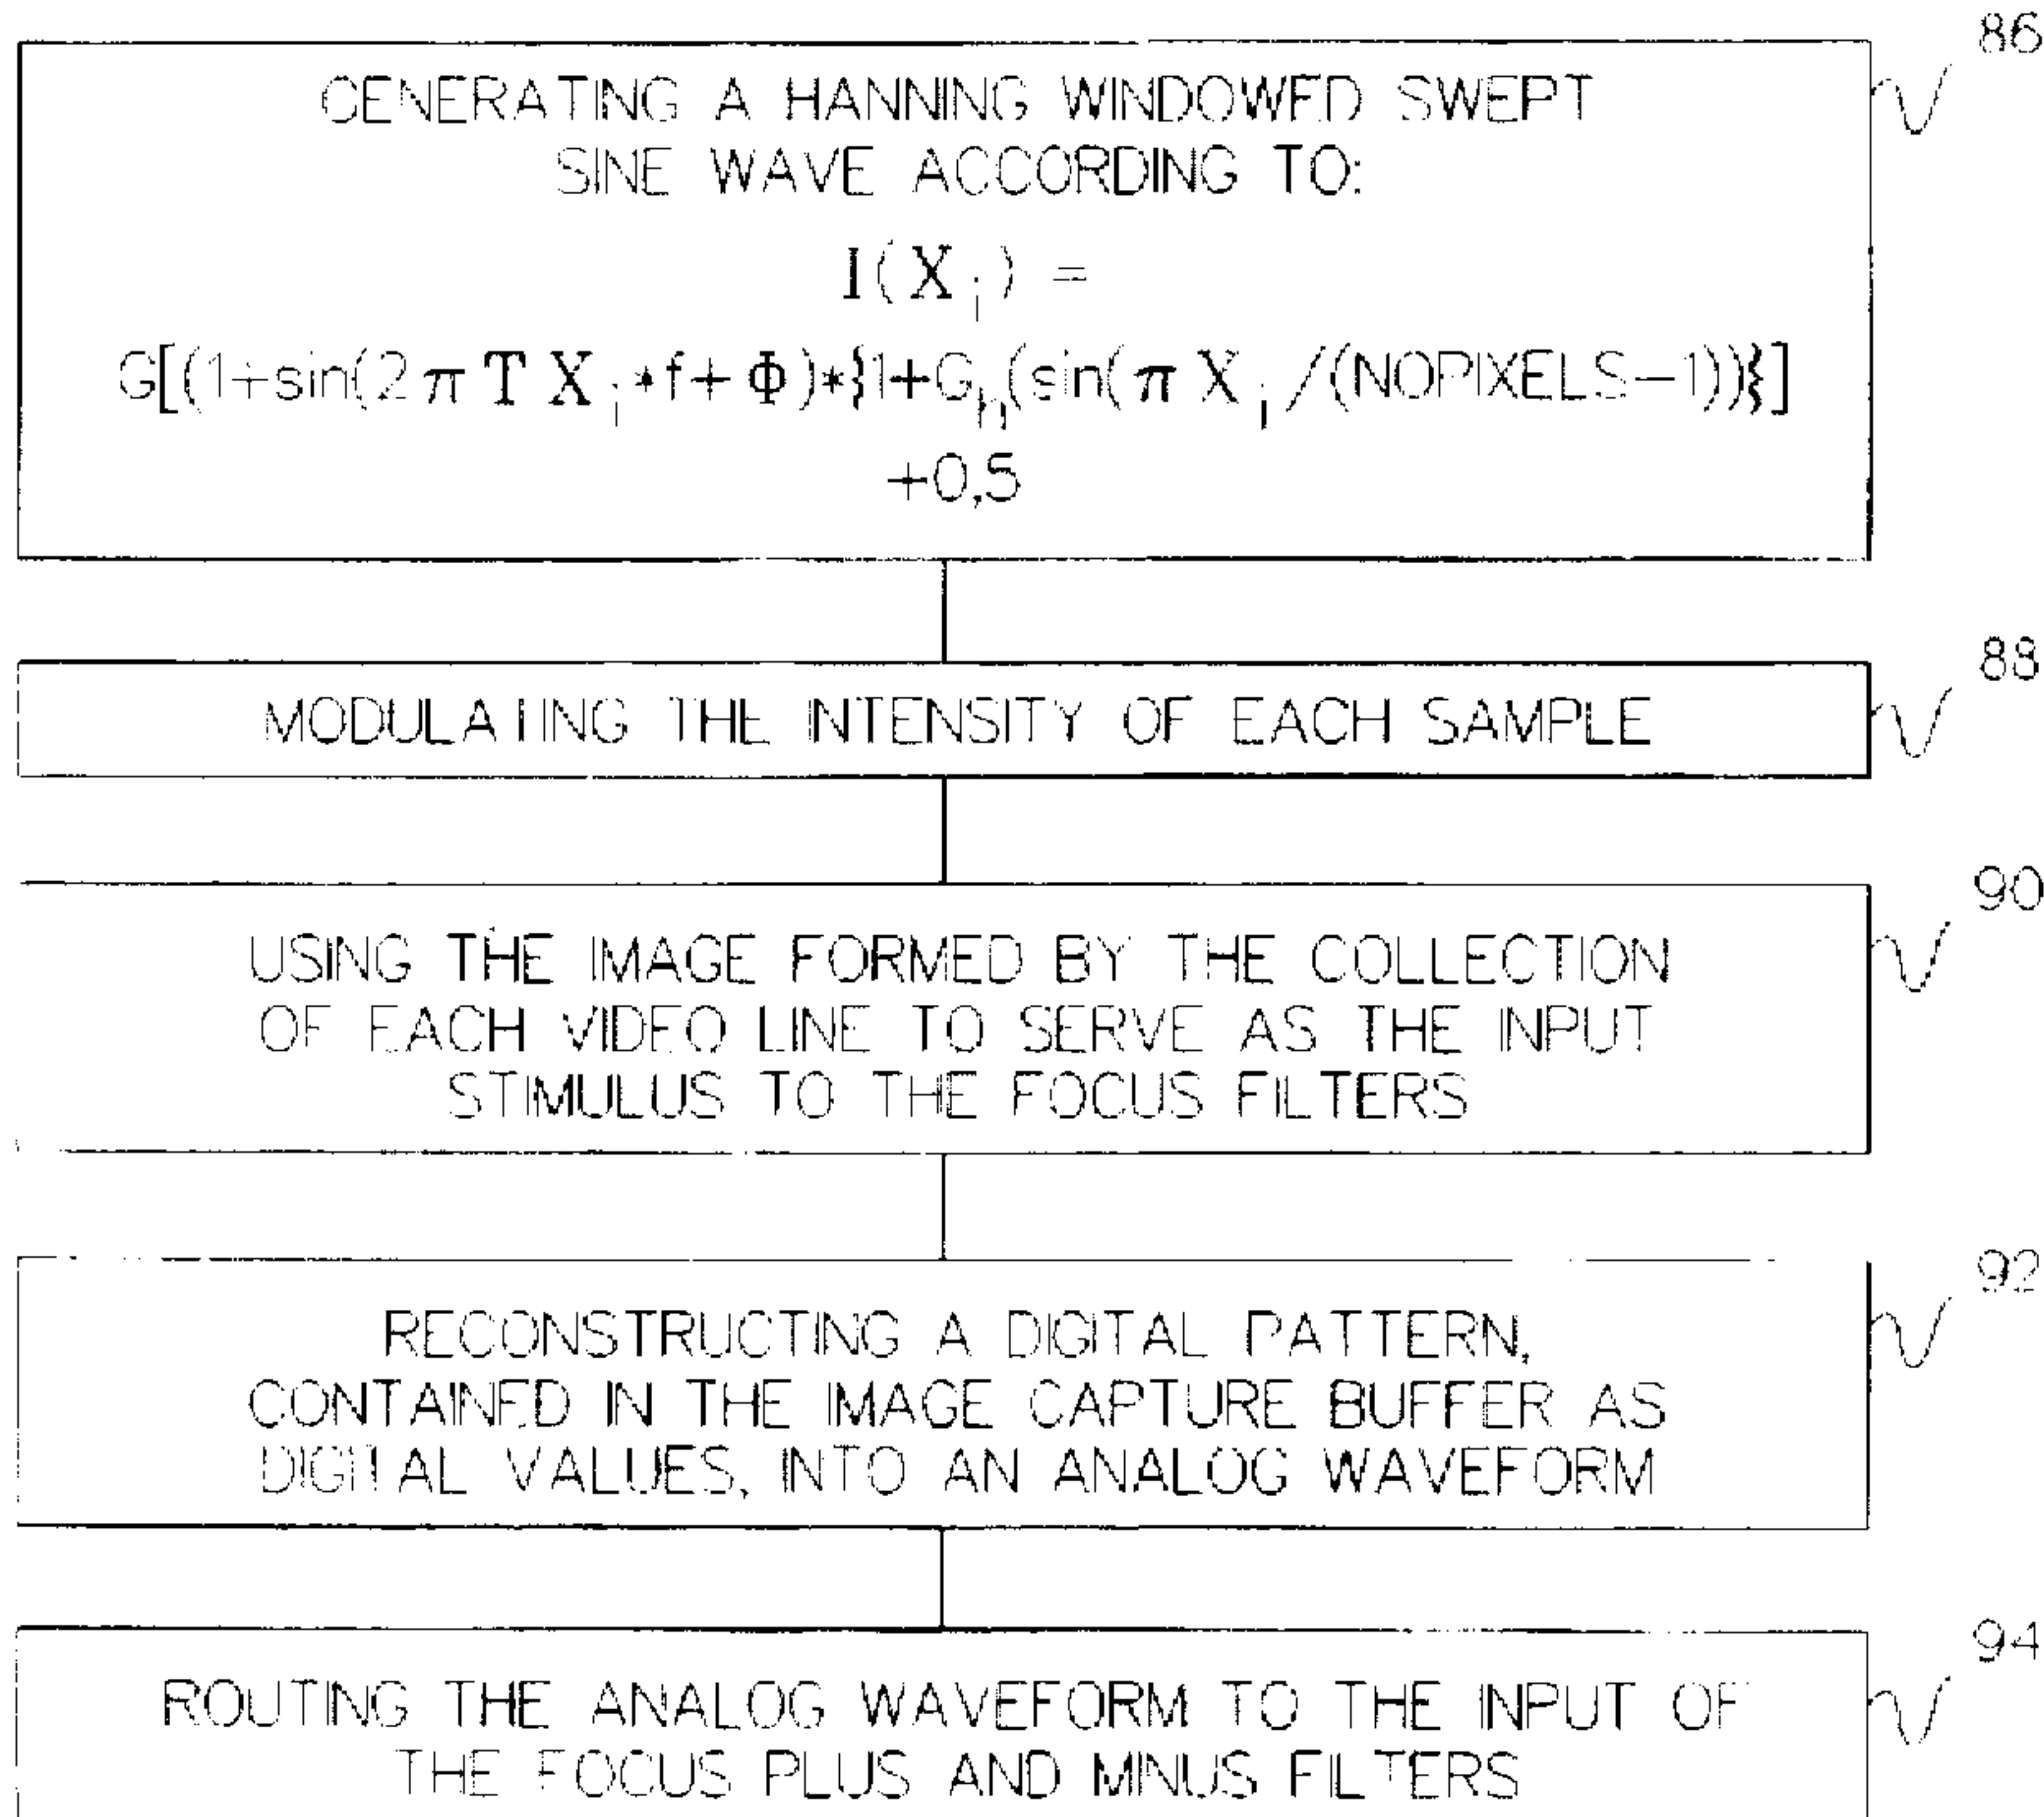 86
GENERATING A HANNING WINDOWED SWEPT
SINE WAVE ACCORDING TO:
I(Xᵢ) =
G[(1+sin(2πTXᵢ*f+Φ)*{1+Gₕ(sin(πXᵢ/(NOPIXELS-1))}]
+0.5
88
MODULATING THE INTENSITY OF EACH SAMPLE
90
USING THE IMAGE FORMED BY THE COLLECTION
OF EACH VIDEO LINE TO SERVE AS THE INPUT
STIMULUS TO THE FOCUS FILTERS
92
RECONSTRUCTING A DIGITAL PATTERN,
CONTAINED IN THE IMAGE CAPTURE BUFFER AS
DIGITAL VALUES, INTO AN ANALOG WAVEFORM
94
ROUTING THE ANALOG WAVEFORM TO THE INPUT OF
THE FOCUS PLUS AND MINUS FILTERS